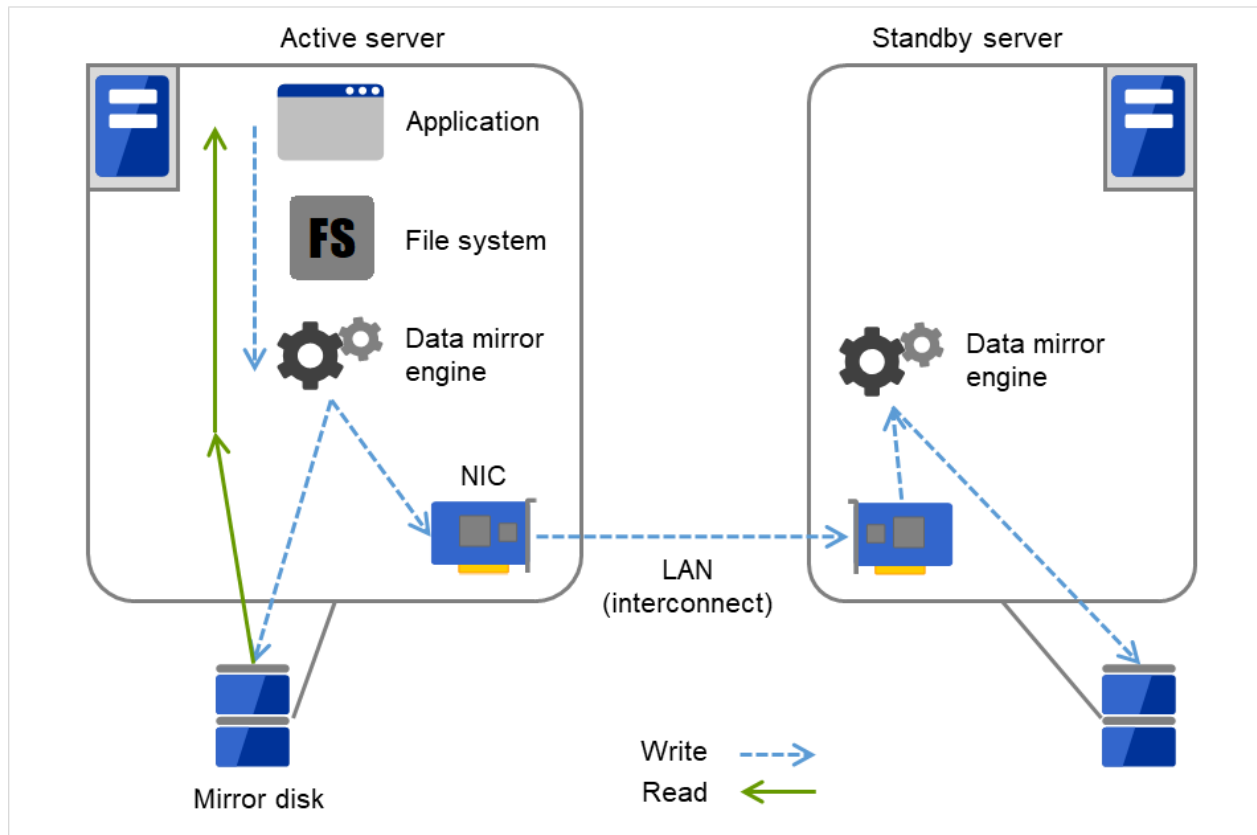 Active server
Standby server
Application
FS
File system
Data mirror
engine
Data mirror
engine
NIC
LAN
(interconnect)
Write
Read
Mirror disk